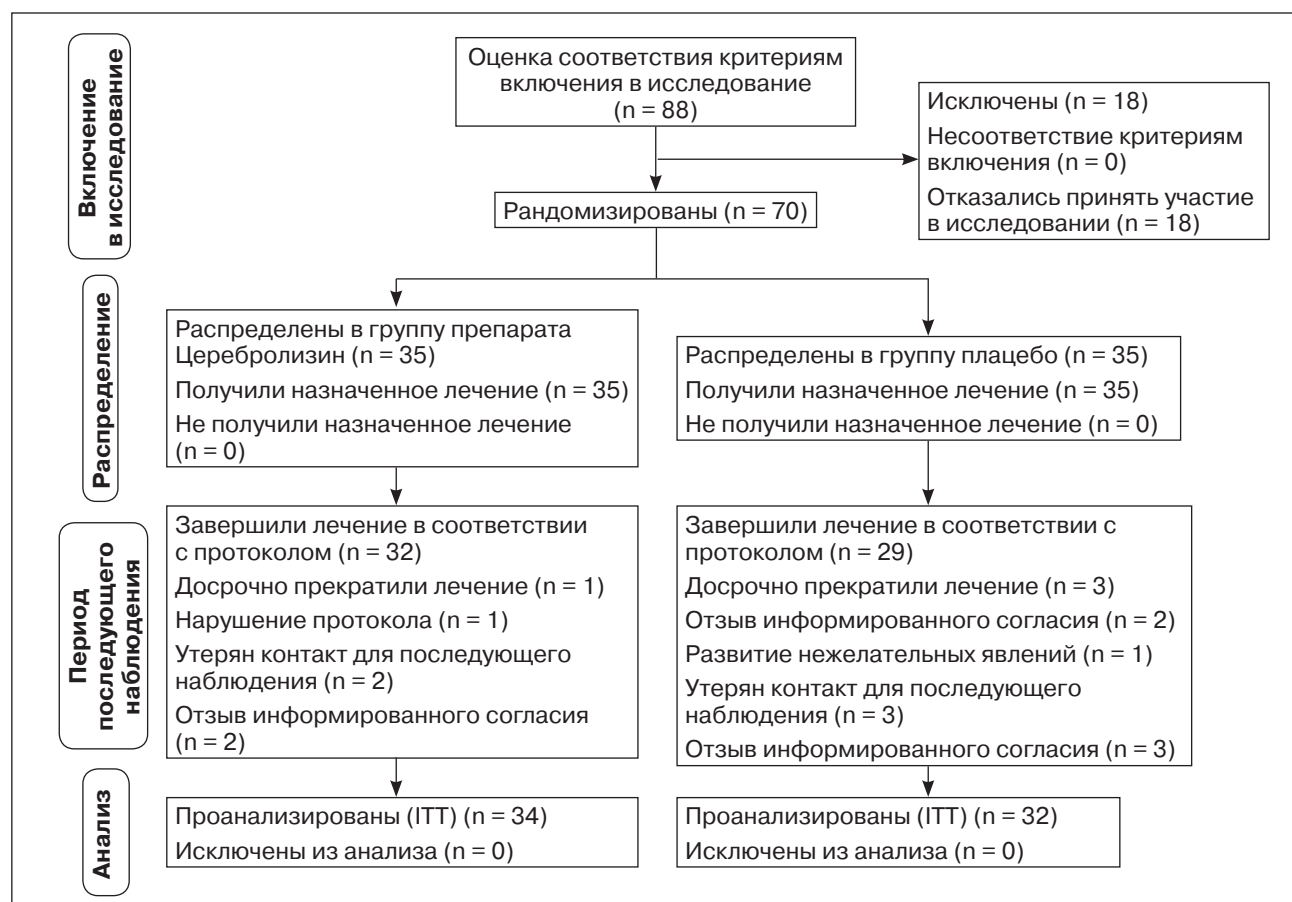 Включение
в исследование
Оценка соответствия критериям
включения в исследование
(n = 88)
Исключены (n = 18)
Несоответствие критериям
включения (n = 0)
Отказались принять участие
в исследовании (n = 18)
Рандомизированы (n = 70)
Распределение
Распределены в группу препарата
Церебролизин (n = 35)
Получили назначенное лечение (n = 35)
Не получили назначенное лечение
(n = 0)
Распределены в группу плацебо (n = 35)
Получили назначенное лечение (n = 35)
Не получили назначенное лечение (n = 0)
Период
последующего
наблюдения
Завершили лечение в соответствии
с протоколом (n = 32)
Досрочно прекратили лечение (n = 1)
Нарушение протокола (n = 1)
Утерян контакт для последующего
наблюдения (n = 2)
Отзыв информированного согласия
(n = 2)
Завершили лечение в соответствии с
протоколом (n = 29)
Досрочно прекратили лечение (n = 3)
Отзыв информированного согласия (n = 2)
Развитие нежелательных явлений (n = 1)
Утерян контакт для последующего
наблюдения (n = 3)
Отзыв информированного согласия (n = 3)
Анализ
Проанализированы (ITT) (n = 34)
Исключены из анализа (n = 0)
Проанализированы (ITT) (n = 32)
Исключены из анализа (n = 0)